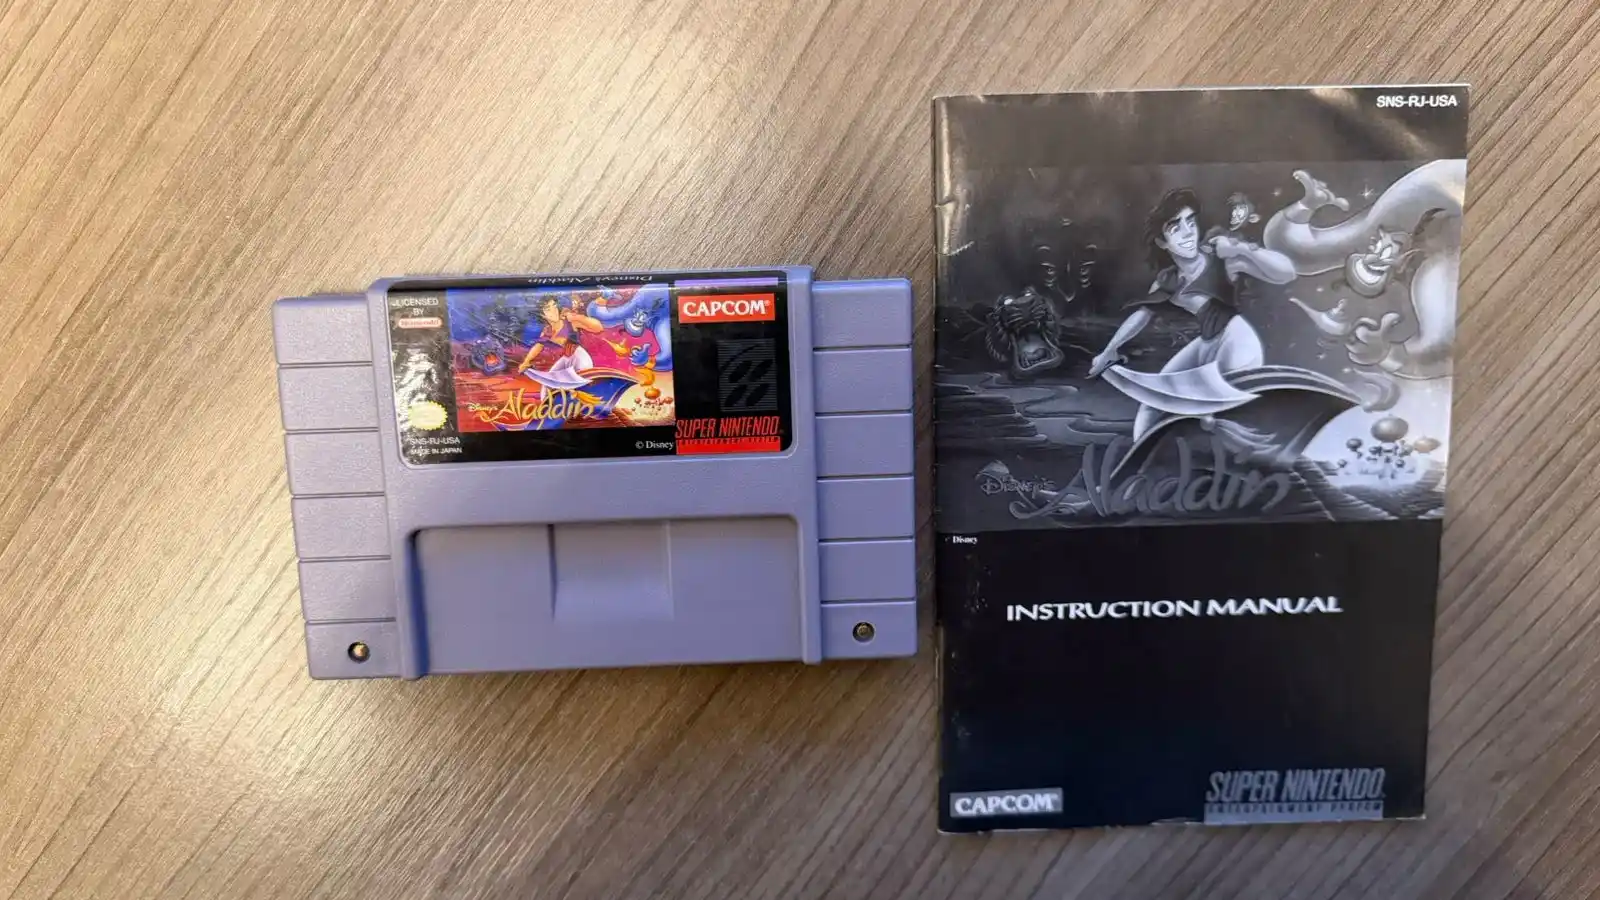 Disney's Aladdin
LICENSED
BY
Nintendo
CAPCOM®
Disney's Aladdin
SNS-RJ-USA
MADE IN JAPAN
© Disney
SUPER NINTENDO
ENTERTAINMENT SYSTEM
SNS-RJ-USA
Disney's Aladdin
Disney
INSTRUCTION MANUAL
CAPCOM®
SUPER NINTENDO
ENTERTAINMENT SYSTEM